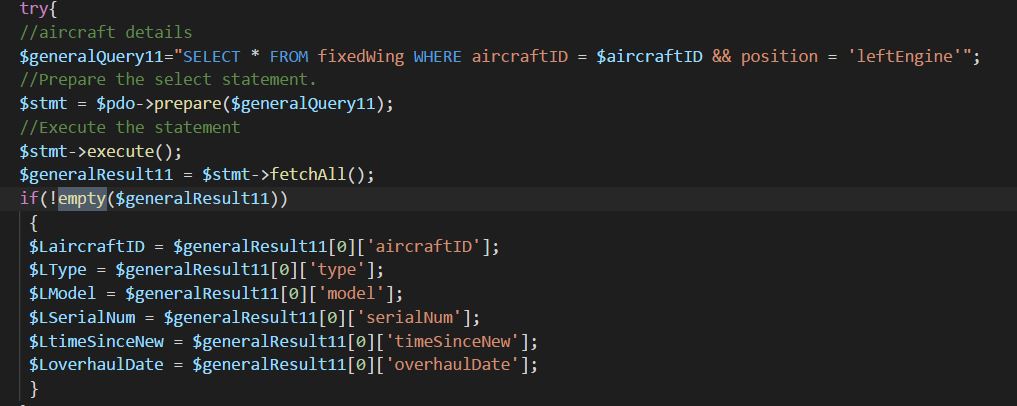 try{
//aircraft details
$generalQuery11="SELECT * FROM fixedWing WHERE aircraftID = $aircraftID && position = 'leftEngine'";
//Prepare the select statement.
$stmt = $pdo->prepare($generalQuery11);
//Execute the statement
$stmt->execute();
$generalResult11 = $stmt->fetchAll();
if(!empty($generalResult11))
{
$LaircraftID = $generalResult11[0]['aircraftID'];
$LType = $generalResult11[0]['type'];
$LModel = $generalResult11[0]['model'];
$LSerialNum = $generalResult11[0]['serialNum'];
$LtimeSinceNew = $generalResult11[0]['timeSinceNew'];
$LoverhaulDate = $generalResult11[0]['overhaulDate'];
}